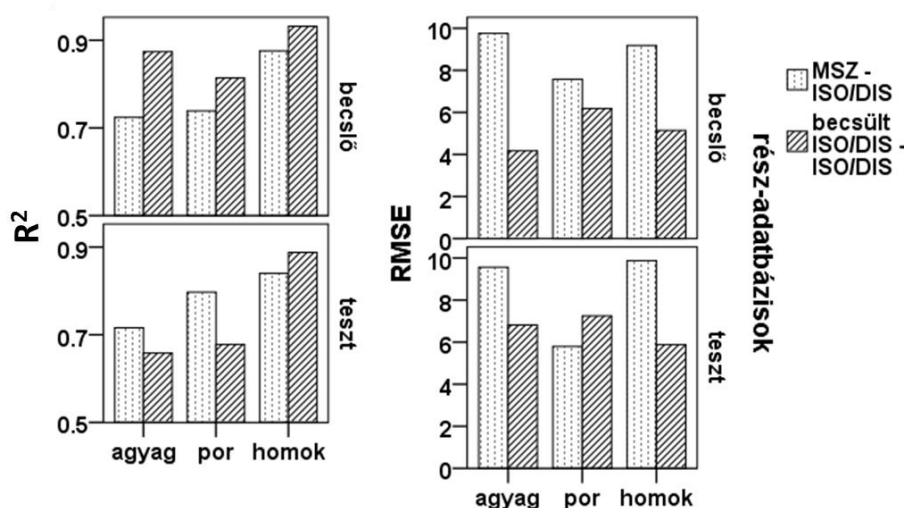 R²
0.9
0.7
0.5
becslő
0.9
0.7
0.5
teszt
agyag por homok
RMSE
10
8
6
4
2
0
becslő
10
8
6
4
2
0
teszt
agyag por homok
rész-adatbázisok
MSZ -
ISO/DIS
becsült
ISO/DIS -
ISO/DIS